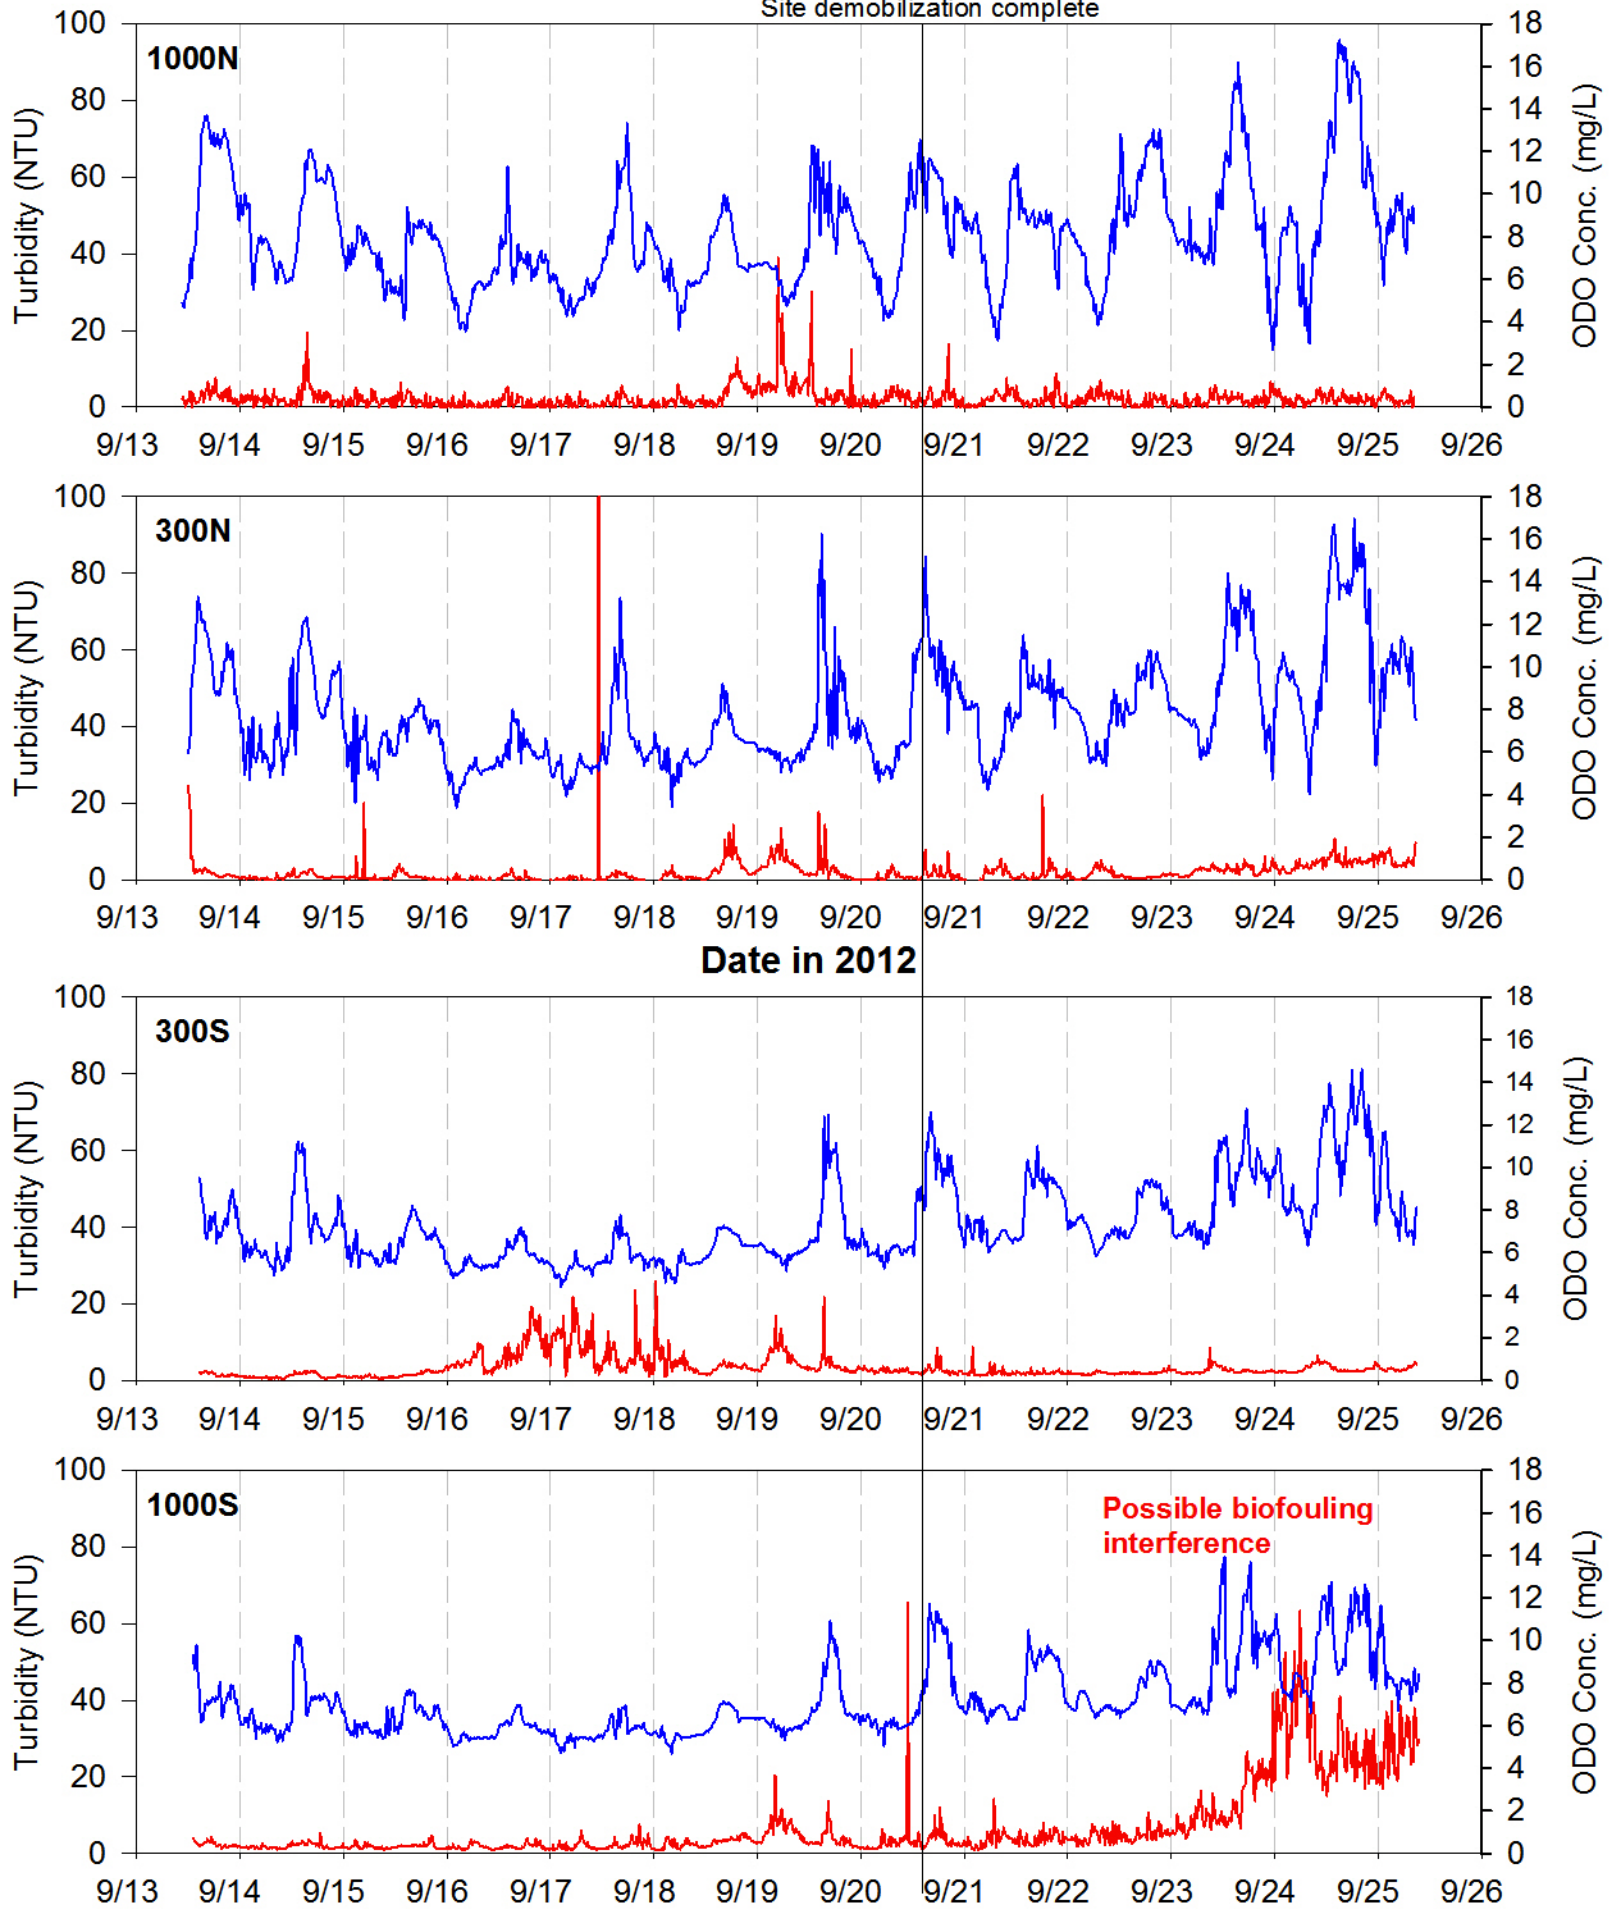 Site demobilization complete
100 18
1000N
16
80 14
12
60 10
40 8
6
20 4
2
0 0
Turbidity (NTU)
ODO Conc. (mg/L)
9/13 9/14 9/15 9/16 9/17 9/18 9/19 9/20 9/21 9/22 9/23 9/24 9/25 9/26
100 18
300N
16
80 14
12
60 10
40 8
6
20 4
2
0 0
Turbidity (NTU)
ODO Conc. (mg/L)
9/13 9/14 9/15 9/16 9/17 9/18 9/19 9/20 9/21 9/22 9/23 9/24 9/25 9/26
Date in 2012
100 18
300S
16
80 14
12
60 10
40 8
6
20 4
2
0 0
Turbidity (NTU)
ODO Conc. (mg/L)
9/13 9/14 9/15 9/16 9/17 9/18 9/19 9/20 9/21 9/22 9/23 9/24 9/25 9/26
100 18
1000S
Possible biofouling
interference
16
80 14
12
60 10
40 8
6
20 4
2
0 0
Turbidity (NTU)
ODO Conc. (mg/L)
9/13 9/14 9/15 9/16 9/17 9/18 9/19 9/20 9/21 9/22 9/23 9/24 9/25 9/26